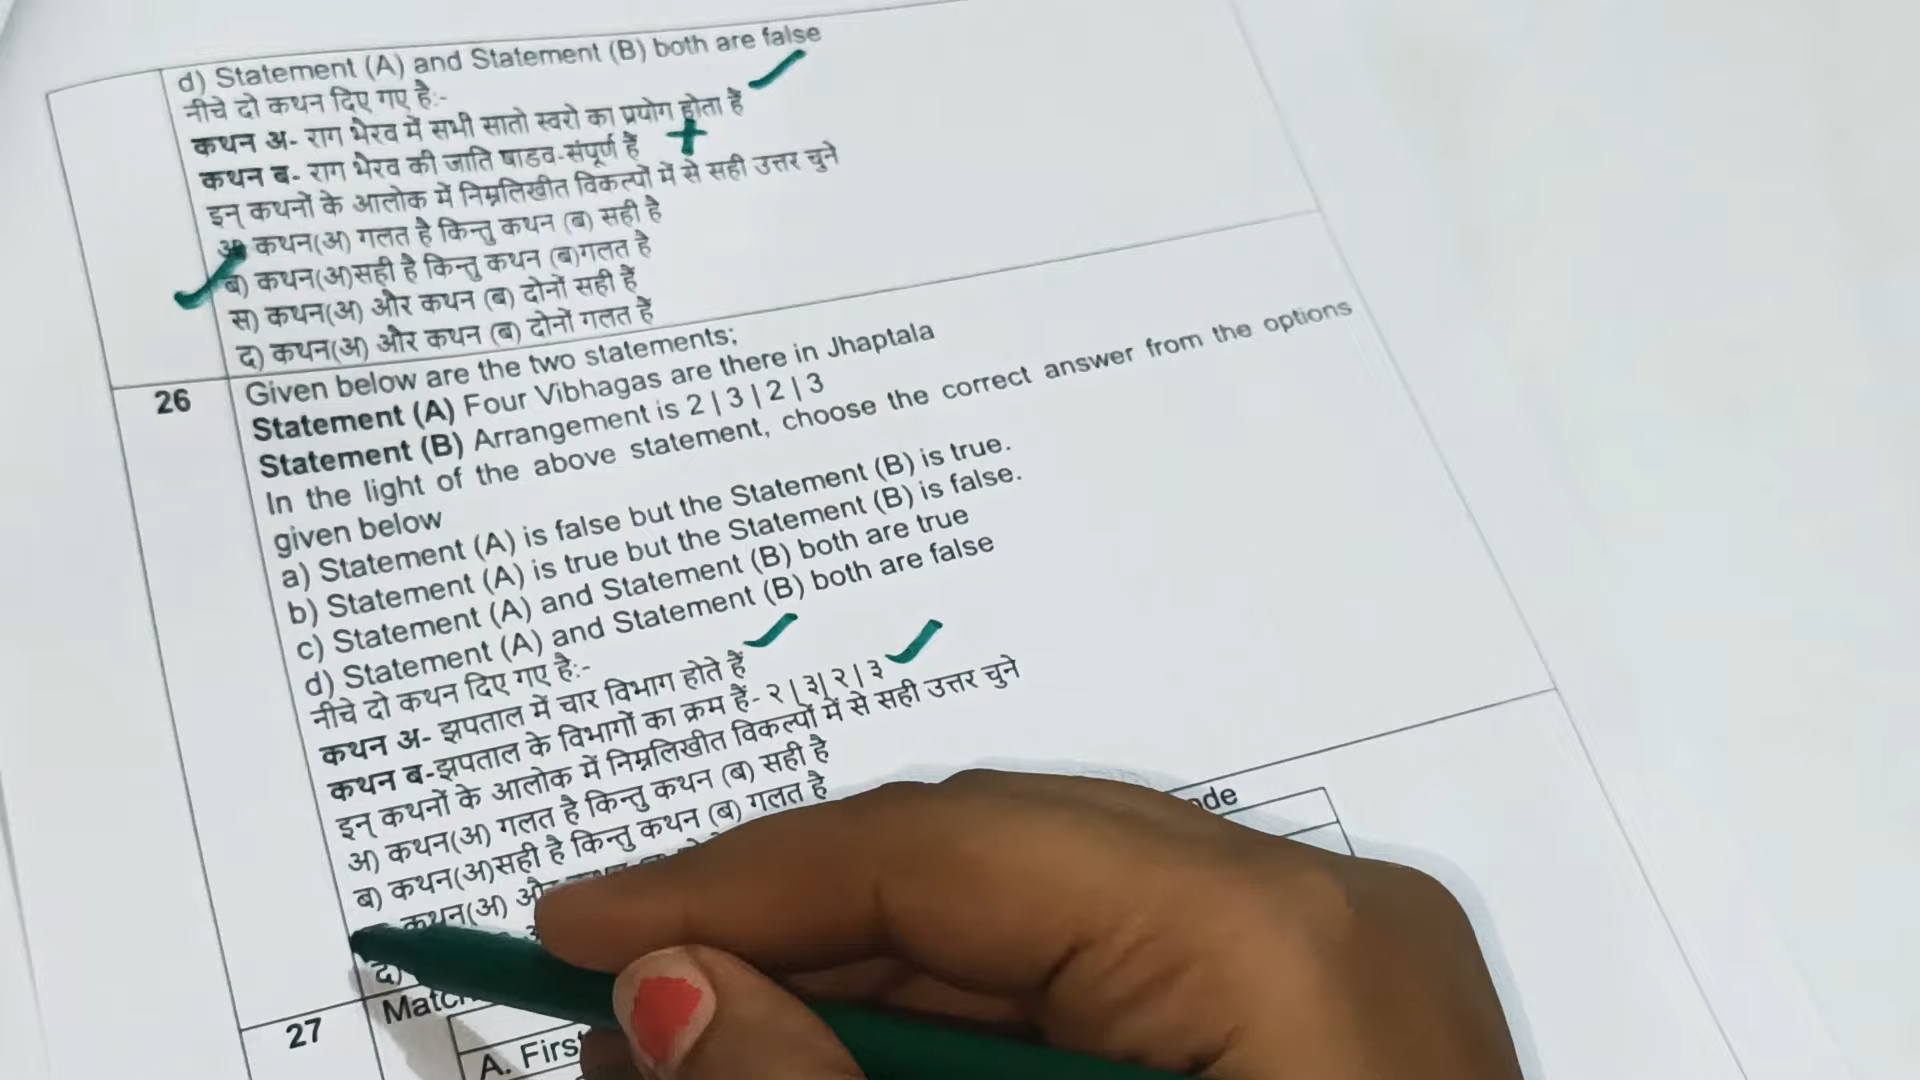 d) Statement (A) and Statement (B) both are false
नीचे दो कथन दिए गए है:-
कथन अ- राग भैरव में सभी सातो स्वरो का प्रयोग होता है
कथन ब- राग भैरव की जाति षाडव-संपूर्ण है
इन् कथनों के आलोक में निम्नलिखीत विकल्पों में से सही उत्तर चुने
अ) कथन(अ) गलत है किन्तु कथन (ब) सही है
ब) कथन(अ)सही है किन्तु कथन (ब)गलत है
स) कथन(अ) और कथन (ब) दोनों सही हैं
द) कथन(अ) और कथन (ब) दोनों गलत हैं
26
Given below are the two statements;
Statement (A) Four Vibhagas are there in Jhaptala
Statement (B) Arrangement is 2 | 3 | 2 | 3
In the light of the above statement, choose the correct answer from the options
given below
a) Statement (A) is false but the Statement (B) is true.
b) Statement (A) is true but the Statement (B) is false.
c) Statement (A) and Statement (B) both are true
d) Statement (A) and Statement (B) both are false
नीचे दो कथन दिए गए है:-
कथन अ- झपताल में चार विभाग होते हैं
कथन ब-झपताल के विभागों का क्रम हैं- २ | ३| २ | ३
इन् कथनों के आलोक में निम्नलिखीत विकल्पों में से सही उत्तर चुने
अ) कथन(अ) गलत है किन्तु कथन (ब) सही है
ब) कथन(अ)सही है किन्तु कथन (ब) गलत है
कथन(अ)
द)
27
A. First